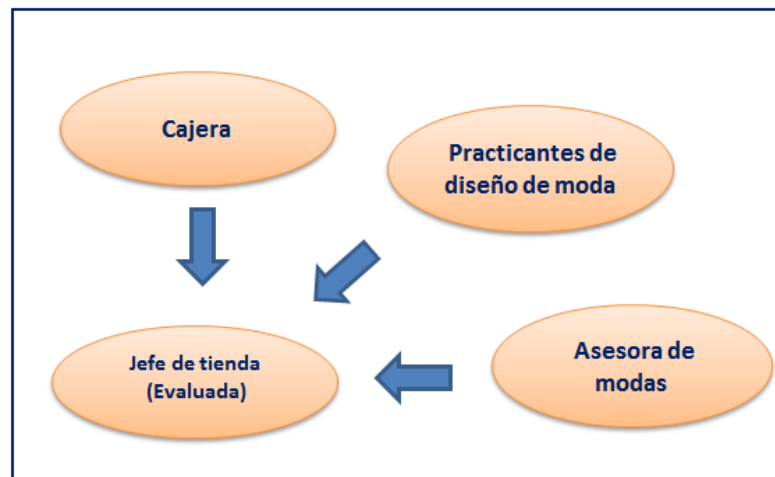 Cajera
Practicantes de
diseño de moda
Jefe de tienda
(Evaluada)
Asesora de
modas